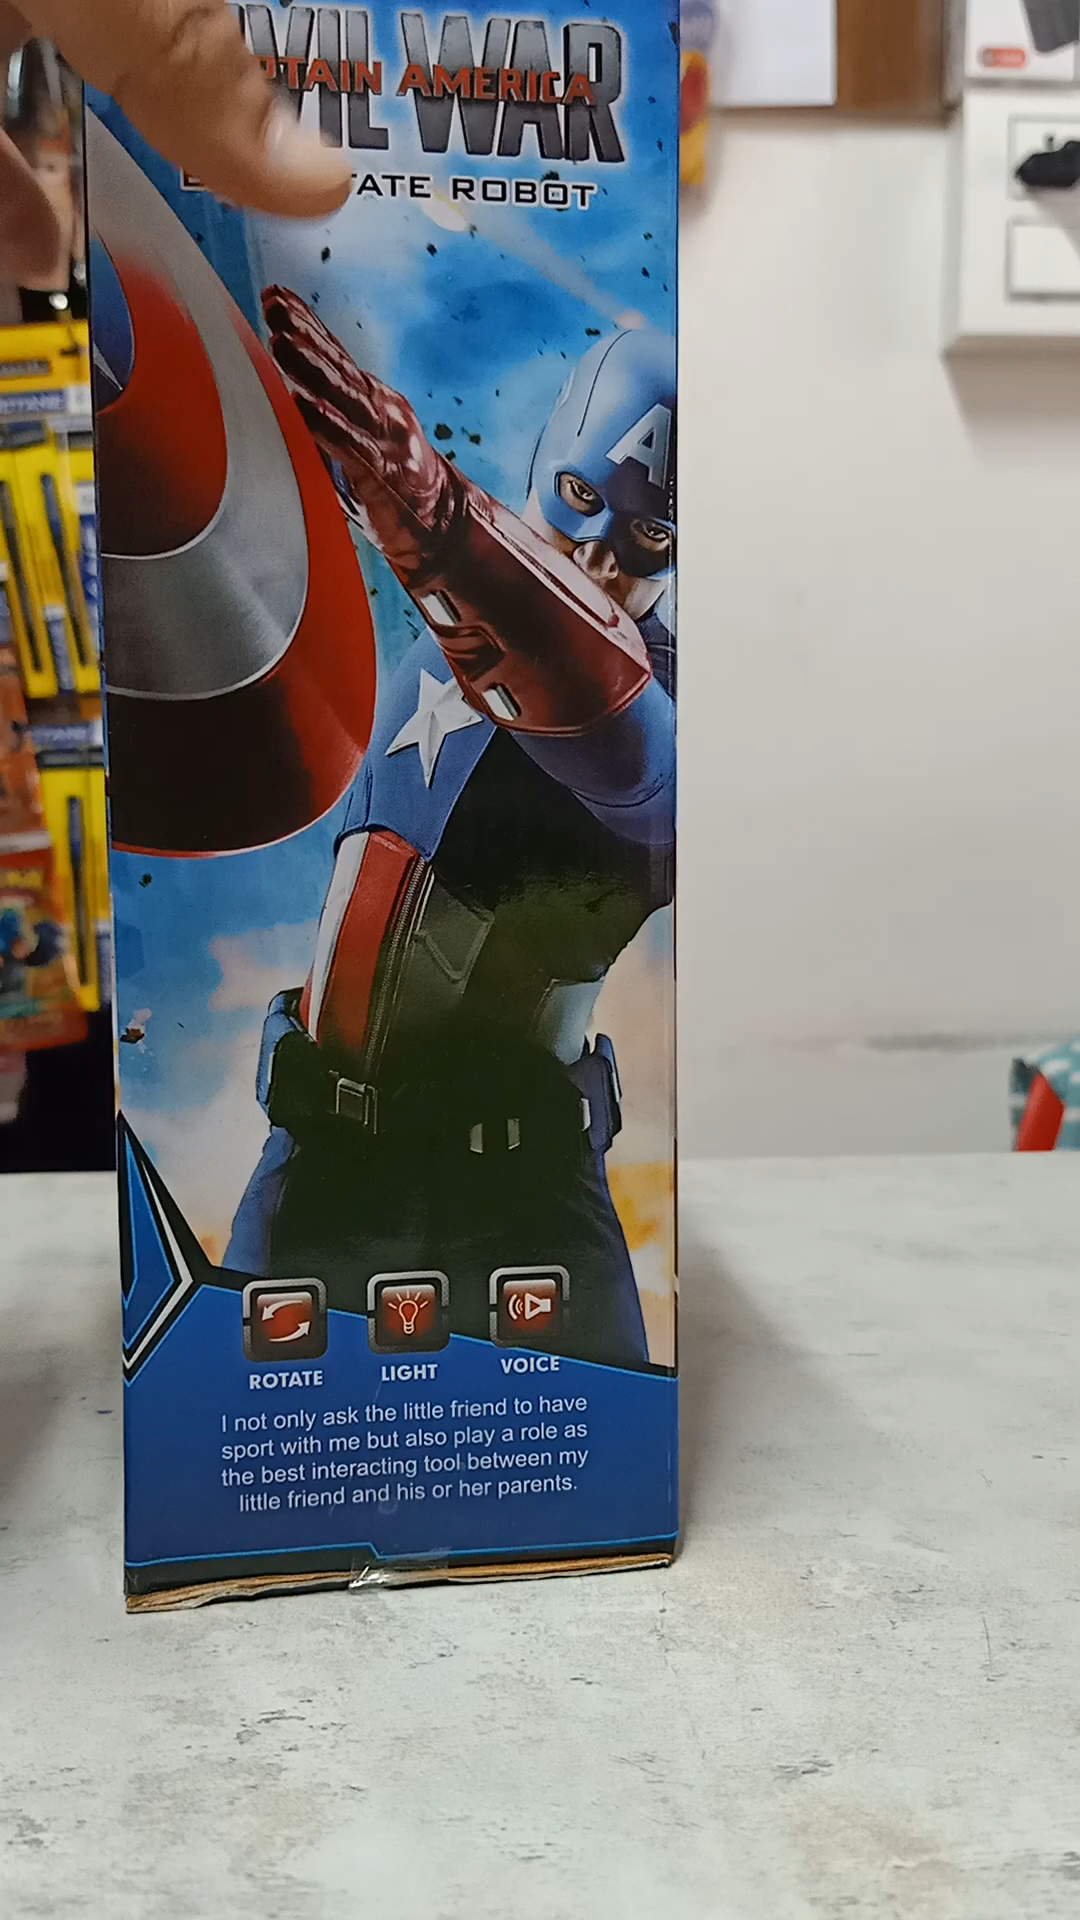 CAPTAIN AMERICA
CIVIL WAR
ROBOT
A
ROTATE
LIGHT
VOICE
I not only ask the little friend to have
sport with me but also play a role as
the best interacting tool between my
little friend and his or her parents.